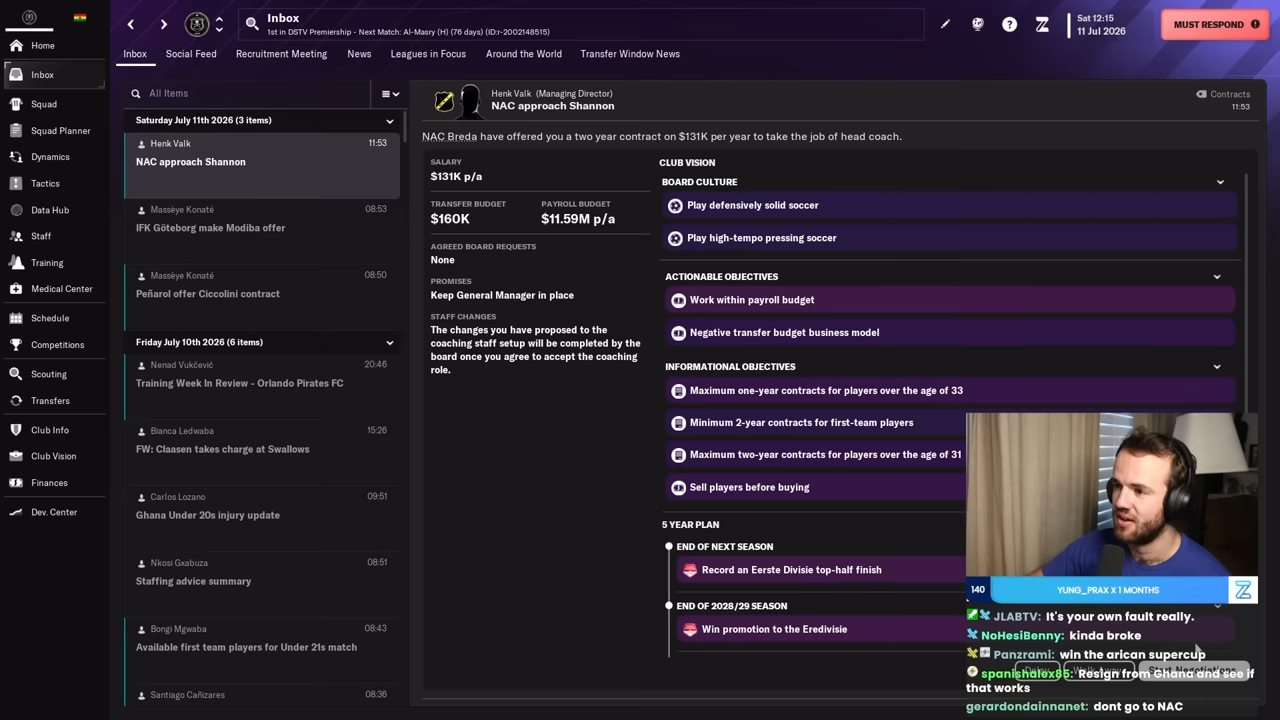 Inbox
1st in DSTV Premiership - Next Match: Al-Masry (H) (76 days) (ID:r-2002148515)
Sat 12:15
11 Jul 2026
MUST RESPOND
Home
Inbox
Squad
Squad Planner
Dynamics
Tactics
Data Hub
Staff
Training
Medical Center
Schedule
Competitions
Scouting
Transfers
Club Info
Club Vision
Finances
Dev. Center
Inbox
Social Feed
Recruitment Meeting
News
Leagues in Focus
Around the World
Transfer Window News
All Items
Saturday July 11th 2026 (3 items)
Henk Valk 11:53
NAC approach Shannon
Massèye Konaté 08:53
IFK Göteborg make Modiba offer
Massèye Konaté 08:50
Peñarol offer Ciccolini contract
Friday July 10th 2026 (6 items)
Nenad Vukčević 20:46
Training Week In Review - Orlando Pirates FC
Bianca Ledwaba 15:26
FW: Claasen takes charge at Swallows
Carlos Lozano 09:51
Ghana Under 20s injury update
Nkosi Gxabuza 08:51
Staffing advice summary
Bongi Mgwaba 08:43
Available first team players for Under 21s match
Santiago Cañizares 08:36
Henk Valk (Managing Director)
NAC approach Shannon
Contracts
11:53
NAC Breda have offered you a two year contract on $131K per year to take the job of head coach.
SALARY
$131K p/a
TRANSFER BUDGET
$160K
PAYROLL BUDGET
$11.59M p/a
AGREED BOARD REQUESTS
None
PROMISES
Keep General Manager in place
STAFF CHANGES
The changes you have proposed to the
coaching staff setup will be completed by the
board once you agree to accept the coaching
role.
CLUB VISION
BOARD CULTURE
Play defensively solid soccer
Play high-tempo pressing soccer
ACTIONABLE OBJECTIVES
Work within payroll budget
Negative transfer budget business model
INFORMATIONAL OBJECTIVES
Maximum one-year contracts for players over the age of 33
Minimum 2-year contracts for first-team players
Maximum two-year contracts for players over the age of 31
Sell players before buying
5 YEAR PLAN
END OF NEXT SEASON
Record an Eerste Divisie top-half finish
END OF 2028/29 SEASON
Win promotion to the Eredivisie
140
YUNG_PRAX X 1 MONTHS
JLABTV: It's your own fault really.
NoHesiBenny: kinda broke
Panzrami: win the arican supercup
Start Negotiations
spanishalex85: Resign from Ghana and see if
that works
gerardondainnanet: dont go to NAC